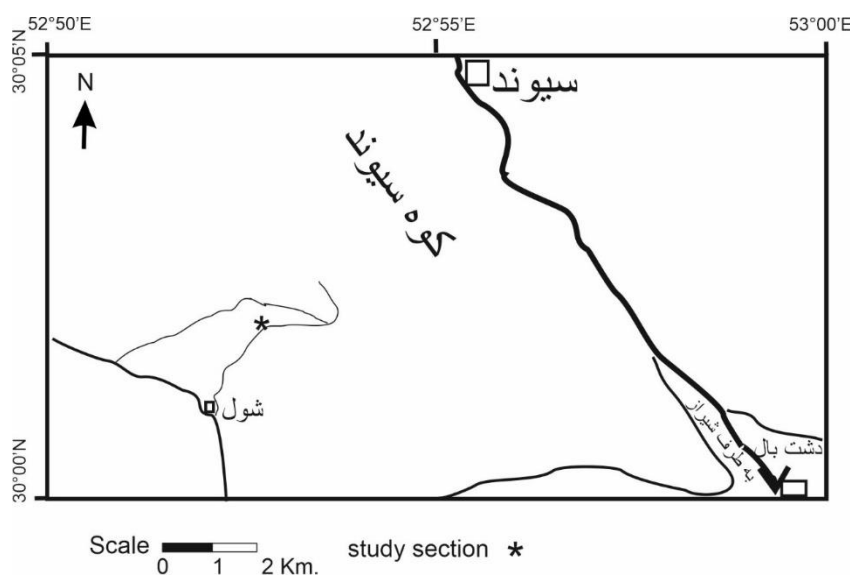 52°50'E
52°55'E
53°00'E
30°05'N
N
سیوند
کوه سیوند
شول
به طرف شیراز
دشت بال
30°00'N
Scale
0 1 2 Km.
study section *